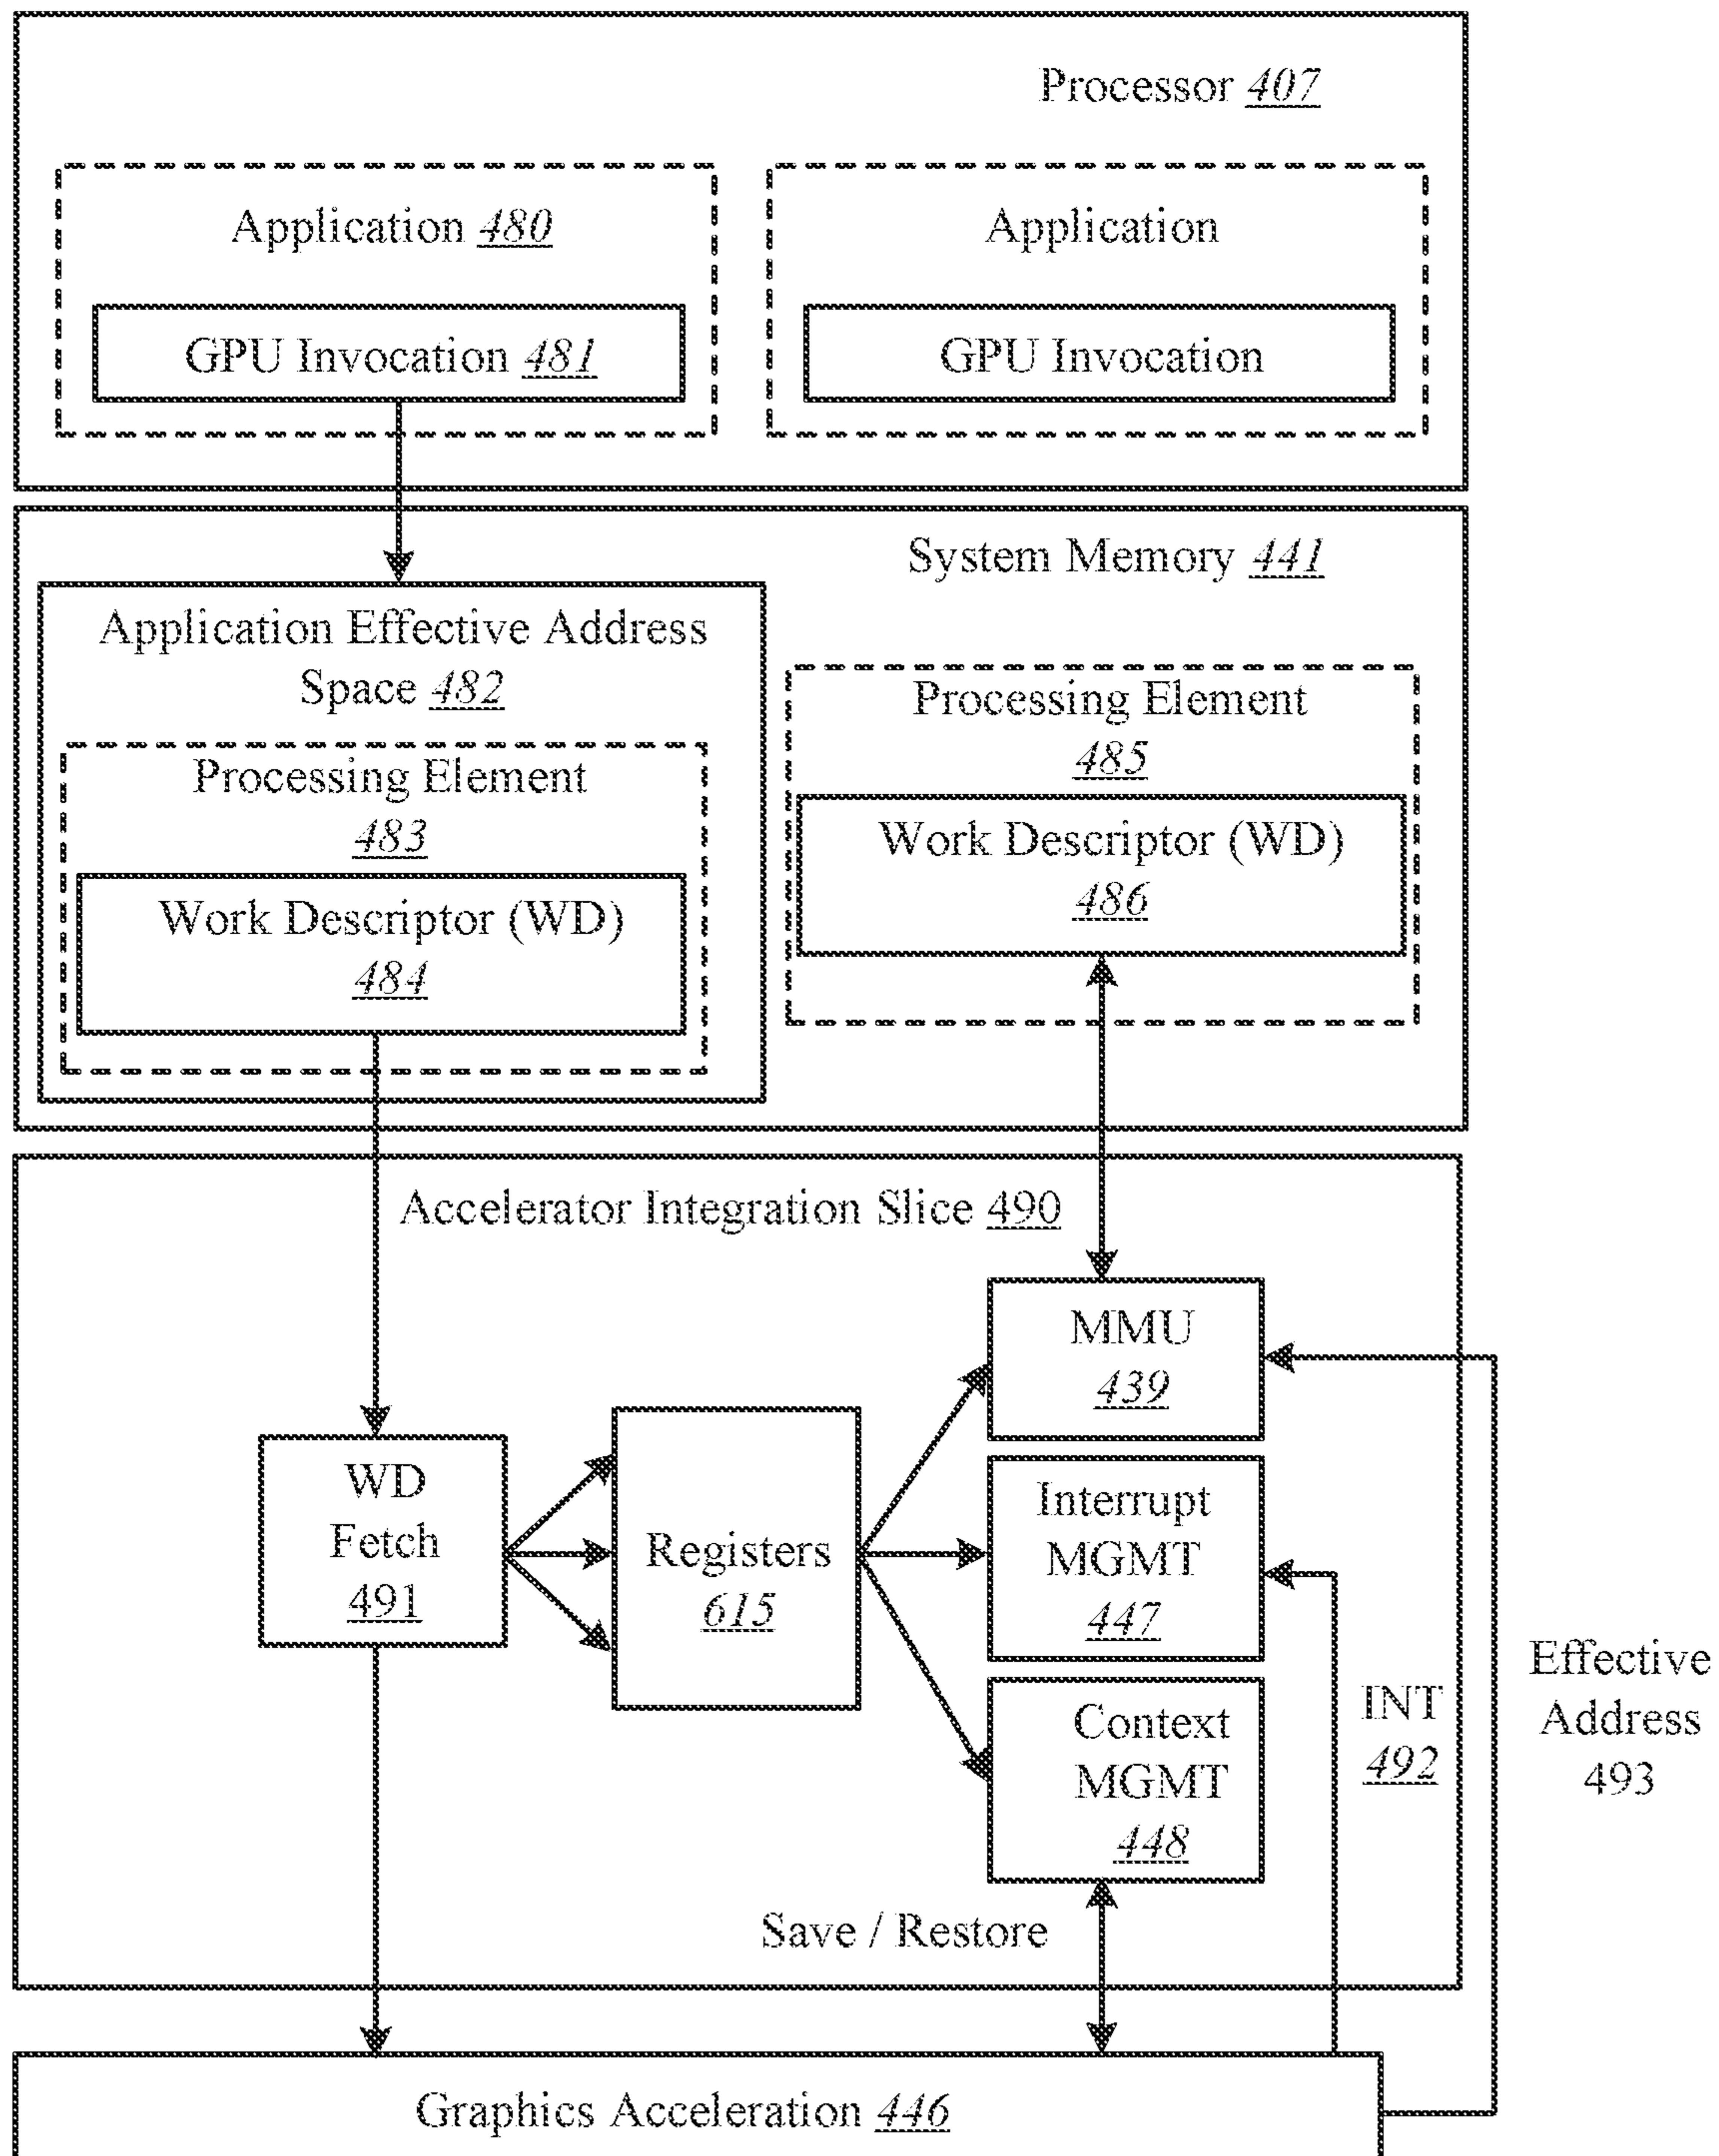 Processor 407
Application 480
Application
GPU Invocation 481
GPU Invocation
System Memory 441
Application Effective Address
Space 482
Processing Element
483
Work Descriptor (WD)
484
Processing Element
485
Work Descriptor (WD)
486
Accelerator Integration Slice 490
MMU
439
WD
Fetch
491
Registers
615
Interrupt
MGMT
447
Context
MGMT
448
INT
492
Effective
Address
493
Save / Restore
Graphics Acceleration 446